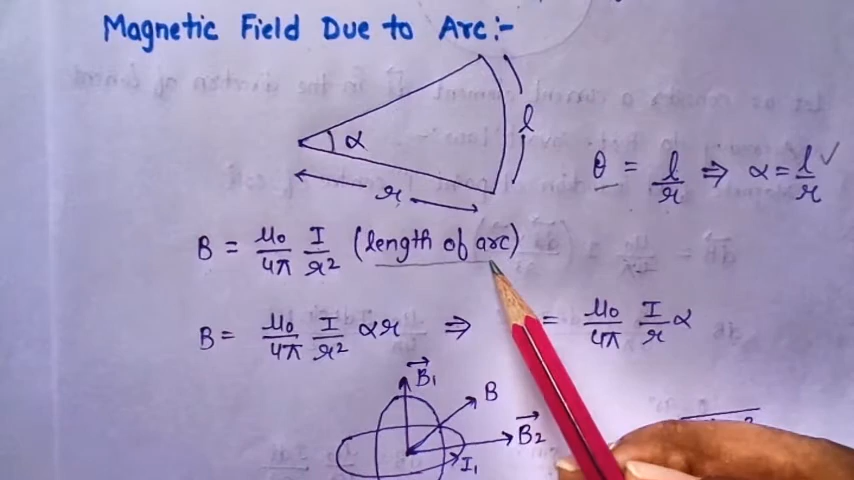 Magnetic Field Due to Arc:-
α
l
r
θ = l/r ⇒ α = l/r ✓
B = μ₀/4π I/r² (length of arc)
B = μ₀/4π I/r² αr ⇒ = μ₀/4π I/r α
B₁
B
B₂
I₁